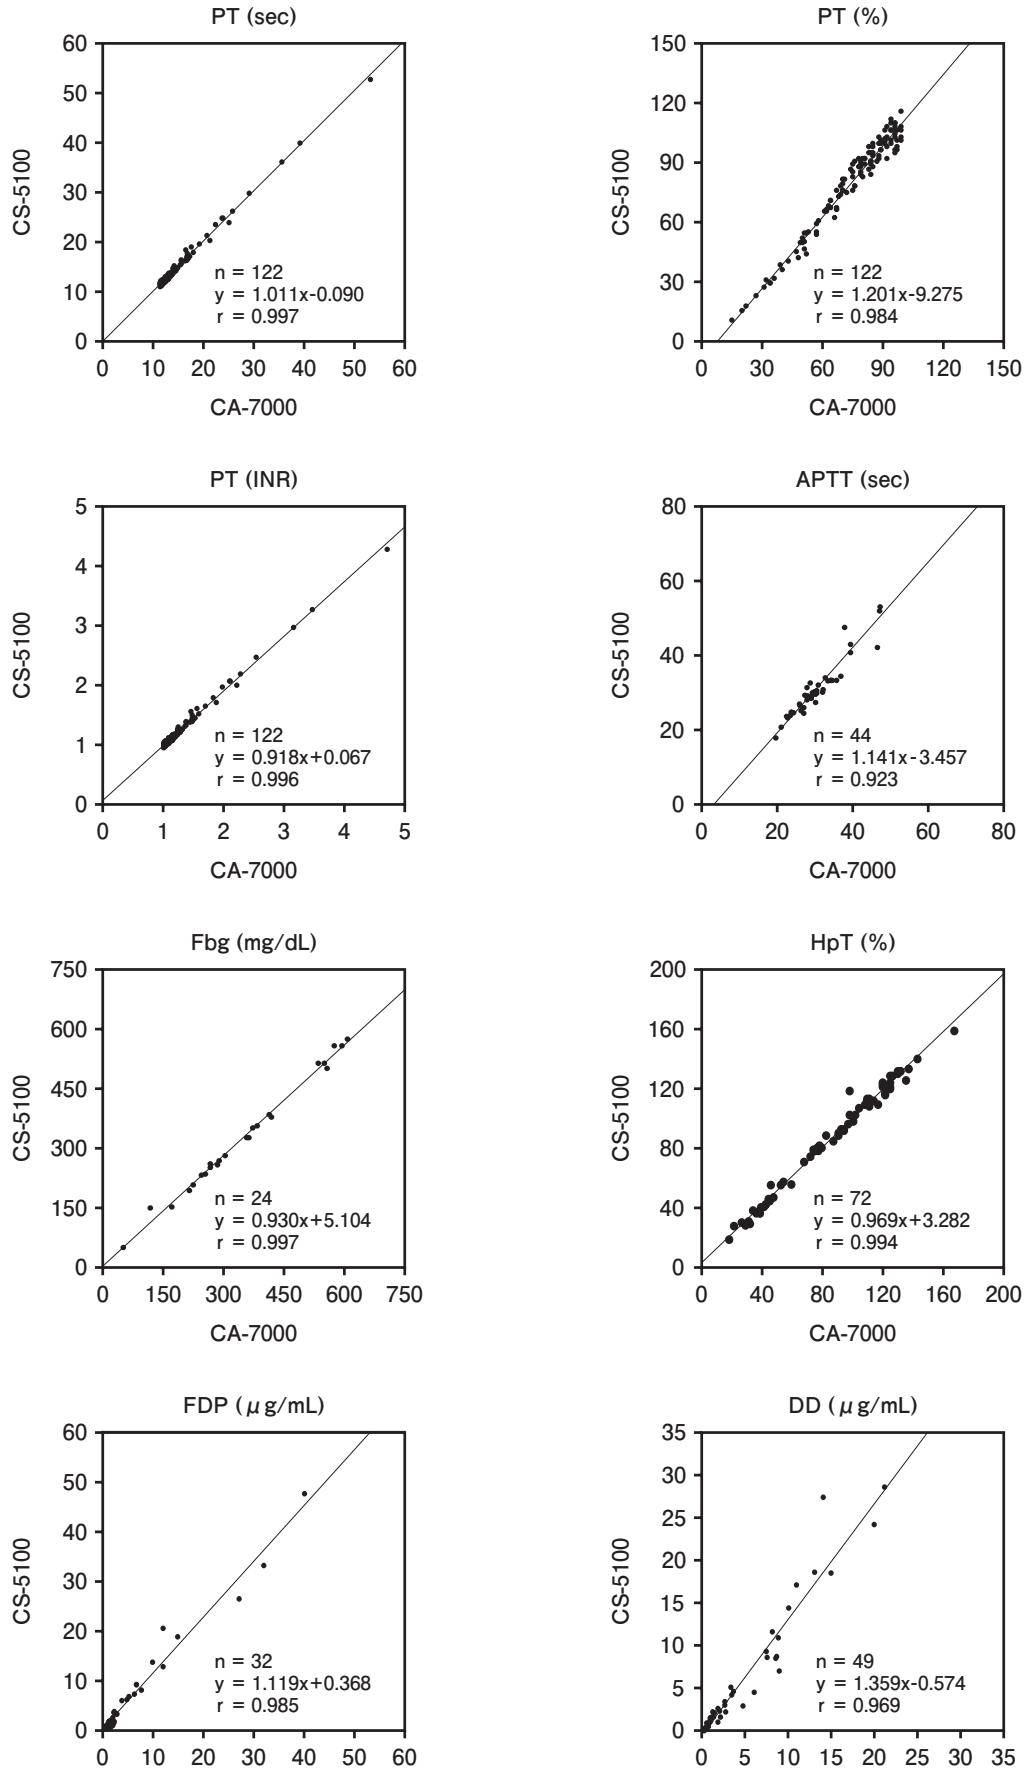 PT (sec)
60
50
40
30
20
10
0
CS-5100
n = 122
y = 1.011x-0.090
r = 0.997
0 10 20 30 40 50 60
CA-7000
PT (%)
150
120
90
60
30
0
CS-5100
n = 122
y = 1.201x-9.275
r = 0.984
0 30 60 90 120 150
CA-7000
PT (INR)
5
4
3
2
1
0
CS-5100
n = 122
y = 0.918x+0.067
r = 0.996
0 1 2 3 4 5
CA-7000
APTT (sec)
80
60
40
20
0
CS-5100
n = 44
y = 1.141x-3.457
r = 0.923
0 20 40 60 80
CA-7000
Fbg (mg/dL)
750
600
450
300
150
0
CS-5100
n = 24
y = 0.930x+5.104
r = 0.997
0 150 300 450 600 750
CA-7000
HpT (%)
200
160
120
80
40
0
CS-5100
n = 72
y = 0.969x+3.282
r = 0.994
0 40 80 120 160 200
CA-7000
FDP (μg/mL)
60
50
40
30
20
10
0
CS-5100
n = 32
y = 1.119x+0.368
r = 0.985
0 10 20 30 40 50 60
DD (μg/mL)
35
30
25
20
15
10
5
0
CS-5100
n = 49
y = 1.359x-0.574
r = 0.969
0 5 10 15 20 25 30 35